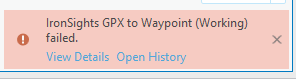 IronSights GPX to Waypoint (Working)
failed.
View Details Open History